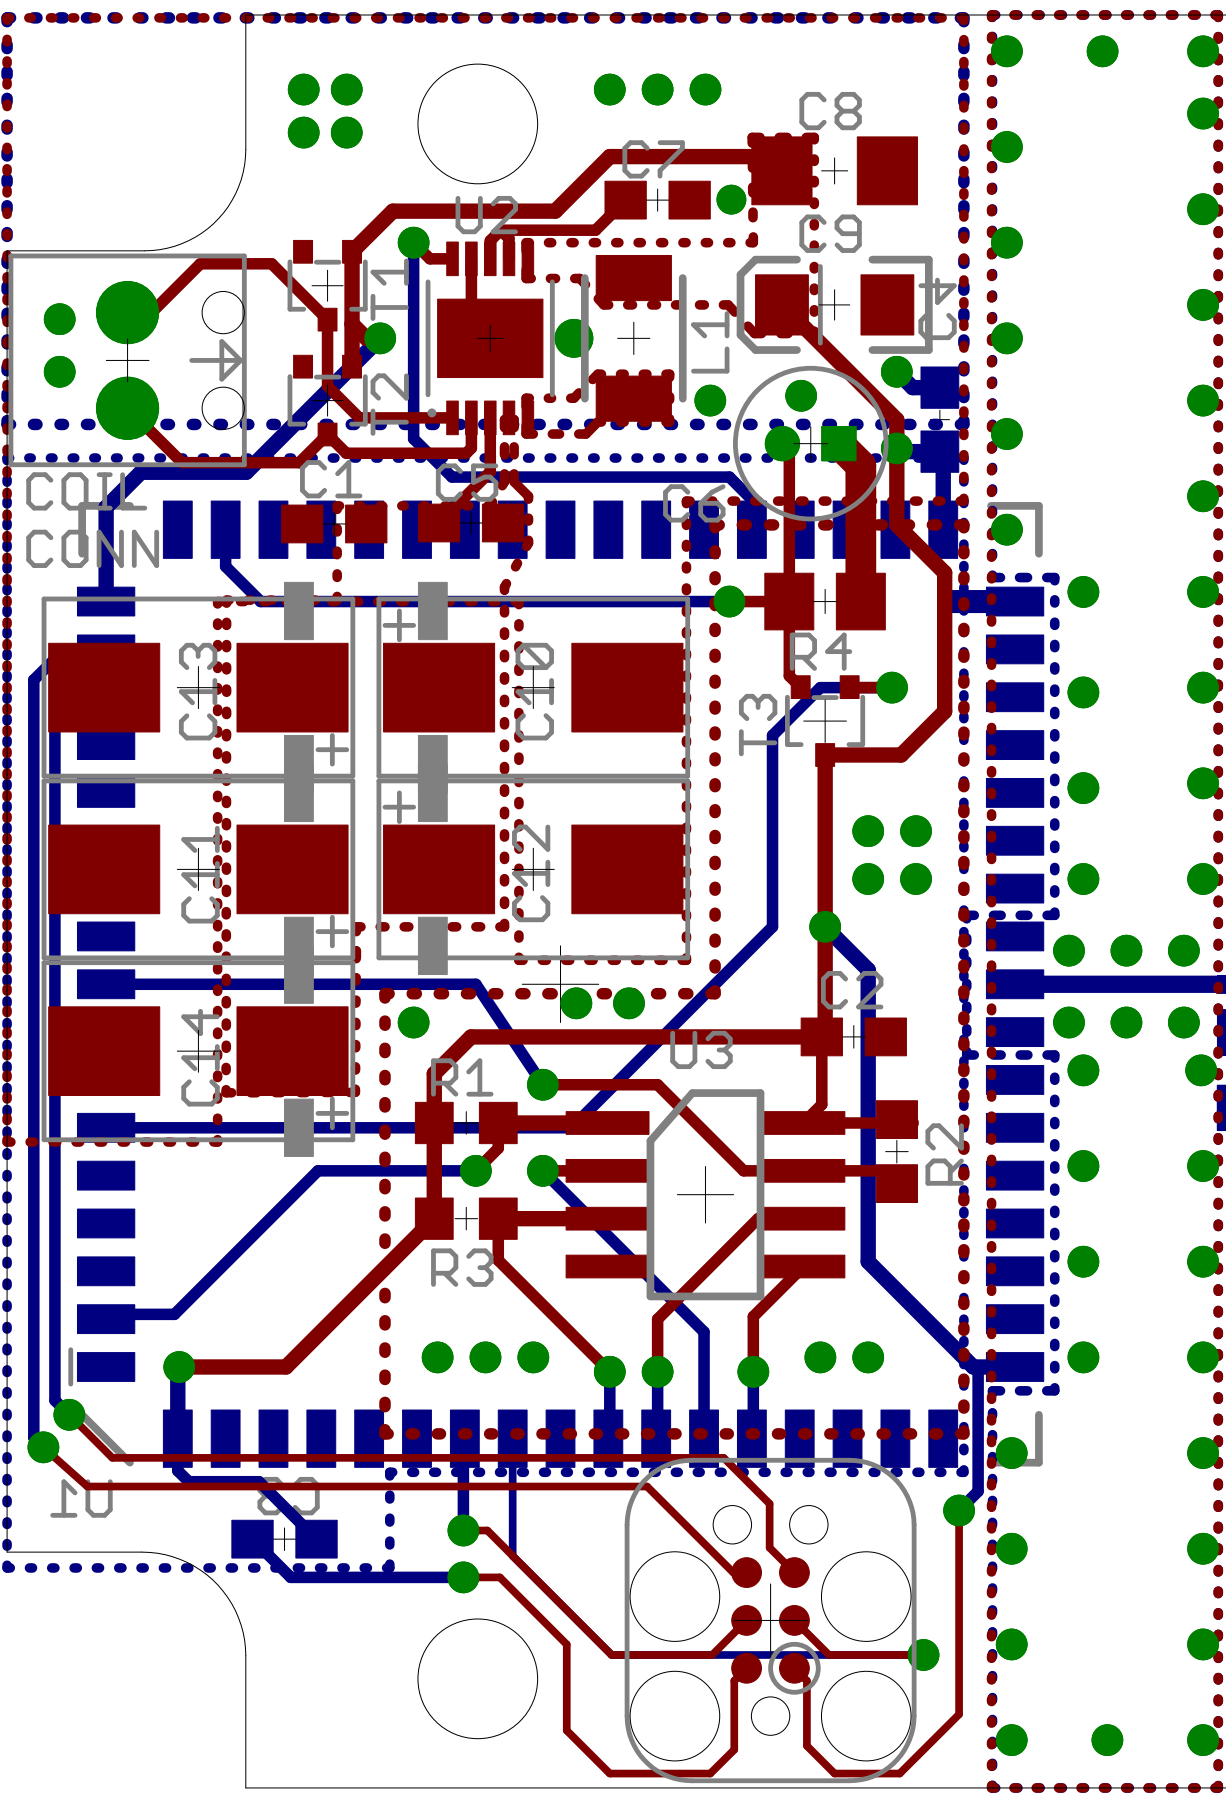 C8
C7
U2
C9
T1
C4
L1
T2
COIL
CONN
C1
C5
C6
R4
C13
+
+
C10
T3
C11
+
+
C12
C2
U3
R1
C14
+
R2
R3
U1
C3